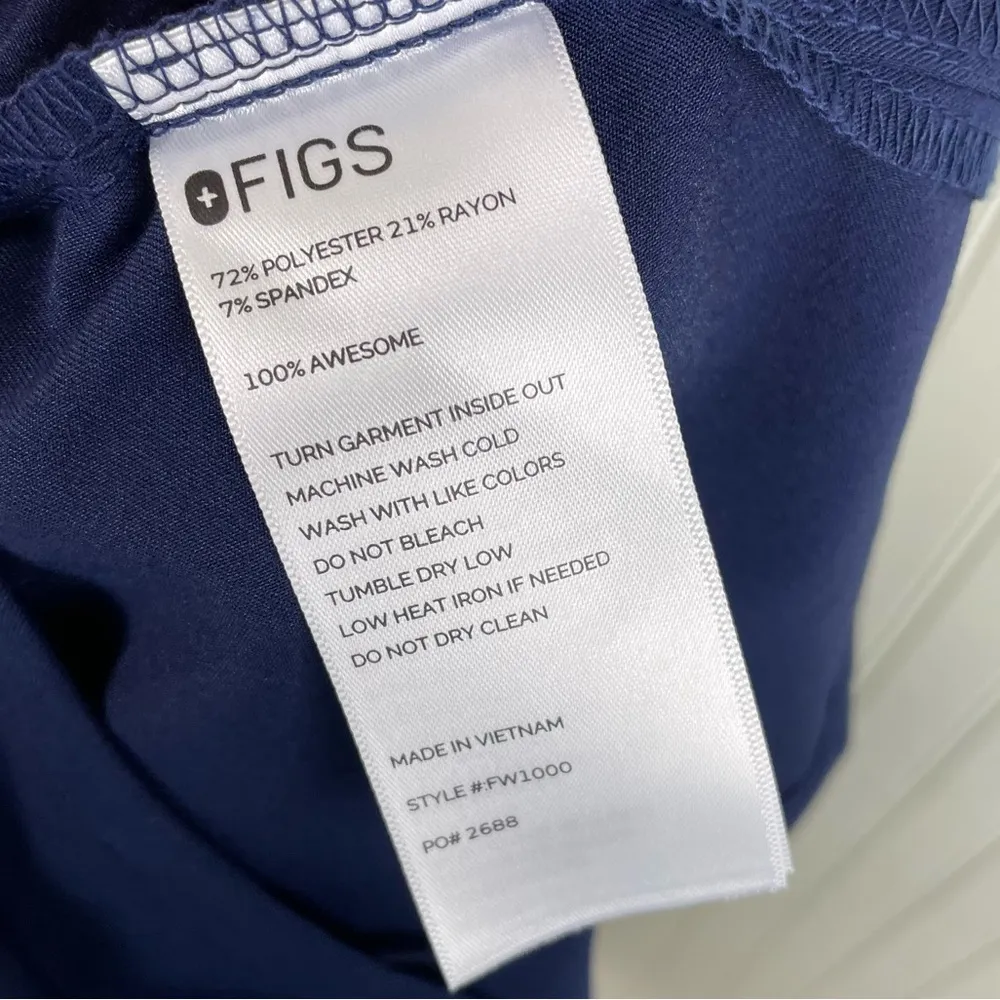 FIGS
72% POLYESTER 21% RAYON
7% SPANDEX
100% AWESOME
TURN GARMENT INSIDE OUT
MACHINE WASH COLD
WASH WITH LIKE COLORS
DO NOT BLEACH
TUMBLE DRY LOW
LOW HEAT IRON IF NEEDED
DO NOT DRY CLEAN
MADE IN VIETNAM
STYLE #:FW1000
PO# 2688